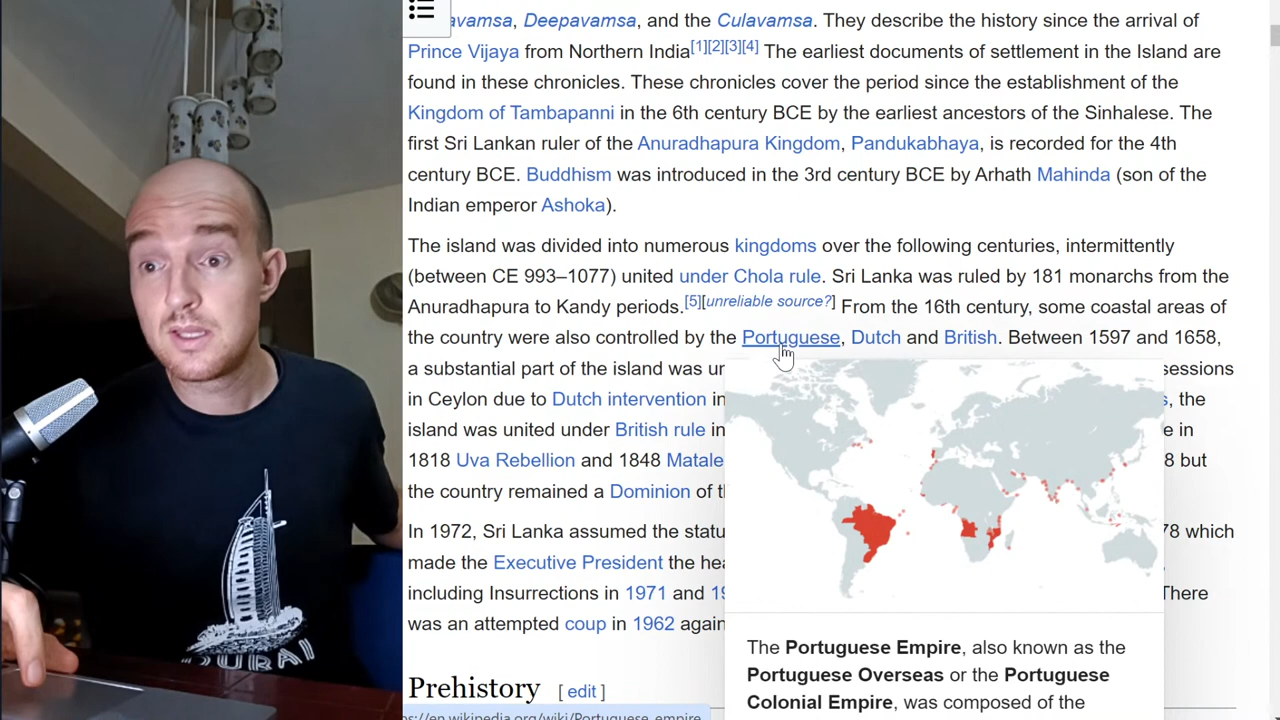 avamsa, Deepavamsa, and the Culavamsa. They describe the history since the arrival of
Prince Vijaya from Northern India[1][2][3][4] The earliest documents of settlement in the Island are
found in these chronicles. These chronicles cover the period since the establishment of the
Kingdom of Tambapanni in the 6th century BCE by the earliest ancestors of the Sinhalese. The
first Sri Lankan ruler of the Anuradhapura Kingdom, Pandukabhaya, is recorded for the 4th
century BCE. Buddhism was introduced in the 3rd century BCE by Arhath Mahinda (son of the
Indian emperor Ashoka).
The island was divided into numerous kingdoms over the following centuries, intermittently
(between CE 993–1077) united under Chola rule. Sri Lanka was ruled by 181 monarchs from the
Anuradhapura to Kandy periods.[5][unreliable source?] From the 16th century, some coastal areas of
the country were also controlled by the Portuguese, Dutch and British. Between 1597 and 1658,
a substantial part of the island was ur sessions
in Ceylon due to Dutch intervention in s, the
island was united under British rule in e in
1818 Uva Rebellion and 1848 Matale 8 but
the country remained a Dominion of t
In 1972, Sri Lanka assumed the statu 78 which
made the Executive President the hea
including Insurrections in 1971 and 19 There
was an attempted coup in 1962 again
The Portuguese Empire, also known as the
Portuguese Overseas or the Portuguese
Colonial Empire, was composed of the
Prehistory [ edit ]
ps://en.wikipedia.org/wiki/Portuguese_empire
DUBAI